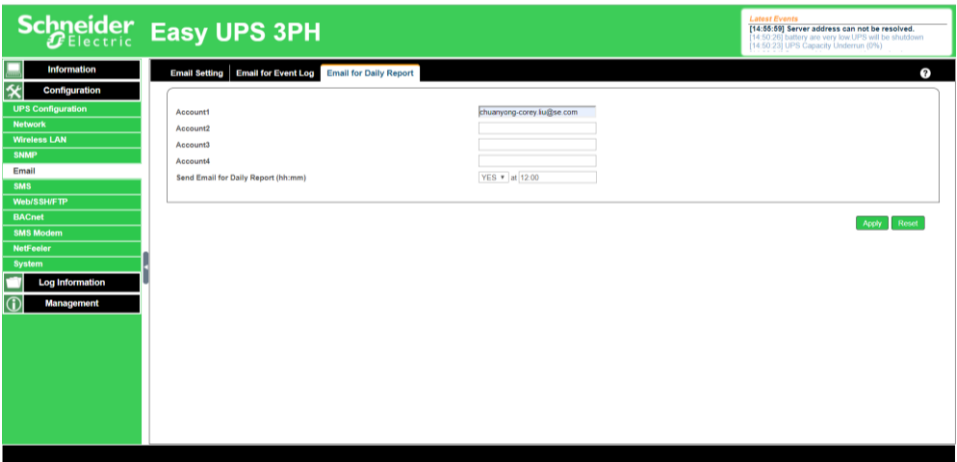 Schneider Electric Easy UPS 3PH
Latest Events
[14:55:59] Server address can not be resolved.
[14:50:26] battery are very low UPS will be shutdown
[14:50:23] UPS Capacity Underrun (0%)
Information
Configuration
UPS Configuration
Network
Wireless LAN
SNMP
Email
SMS
Web/SSH/FTP
BACnet
SMS Modem
NetFeeler
System
Log Information
Management
Email Setting Email for Event Log Email for Daily Report ?
Account1 chuanyong-corey.liu@se.com
Account2
Account3
Account4
Send Email for Daily Report (hh:mm) YES at 12:00
Apply Reset